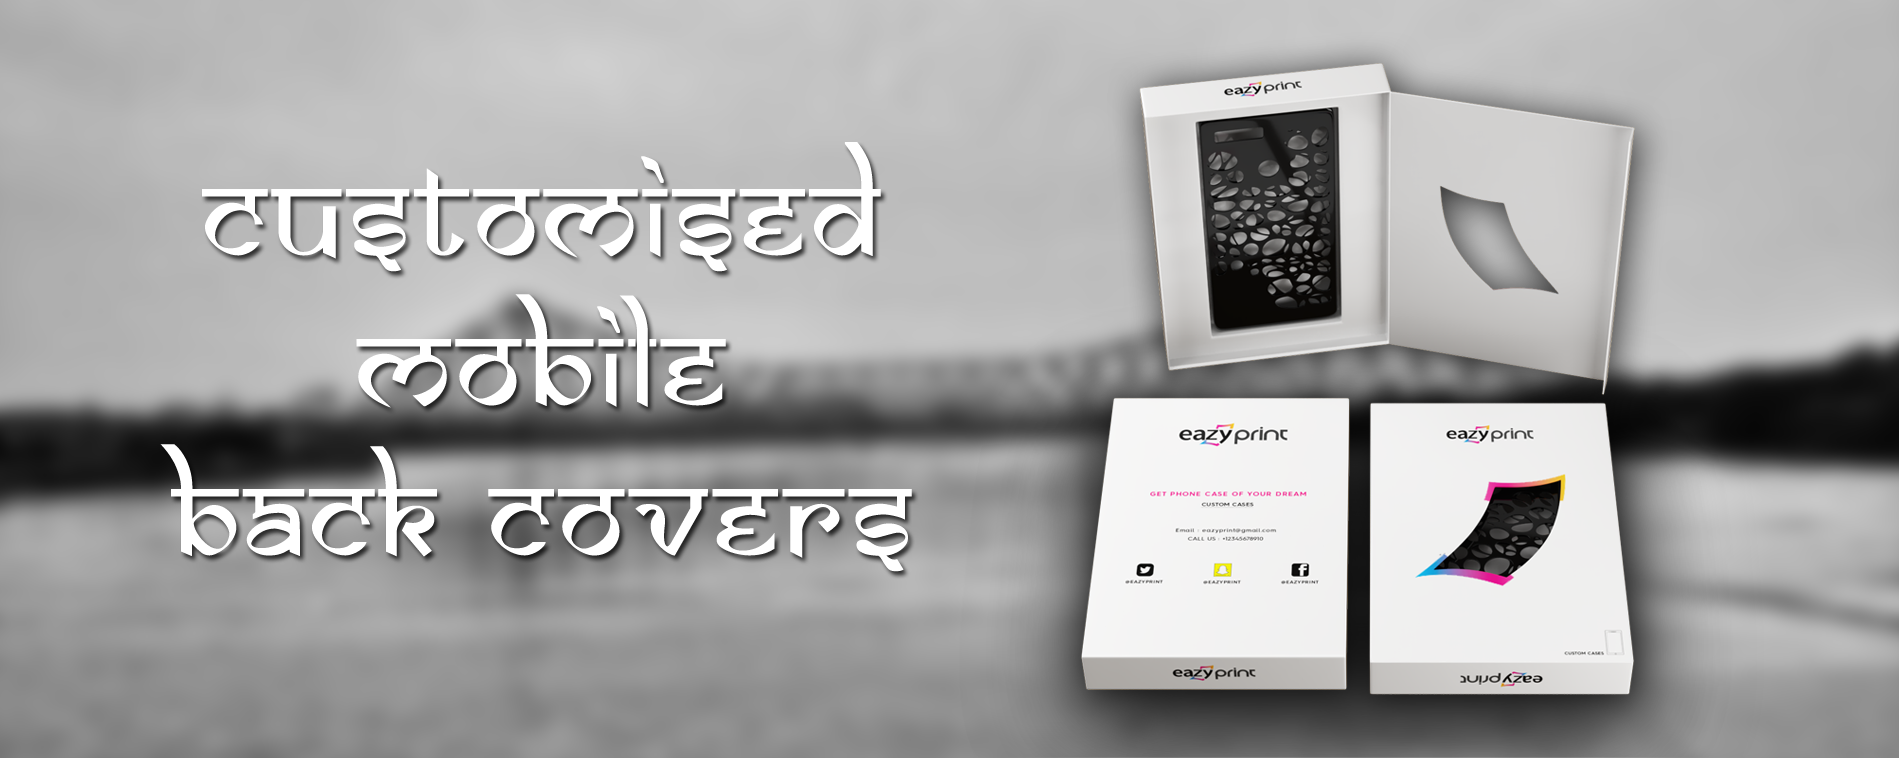 customised
mobile
back covers
eazyprint
eazyprint
GET PHONE CASE OF YOUR DREAM
CUSTOM CASES
Email - eazyprint@gmail.com
CALL US - +12345678910
@EAZYPRINT
@EAZYPRINT
@EAZYPRINT
eazyprint
eazyprint
CUSTOM CASES
eazyprint